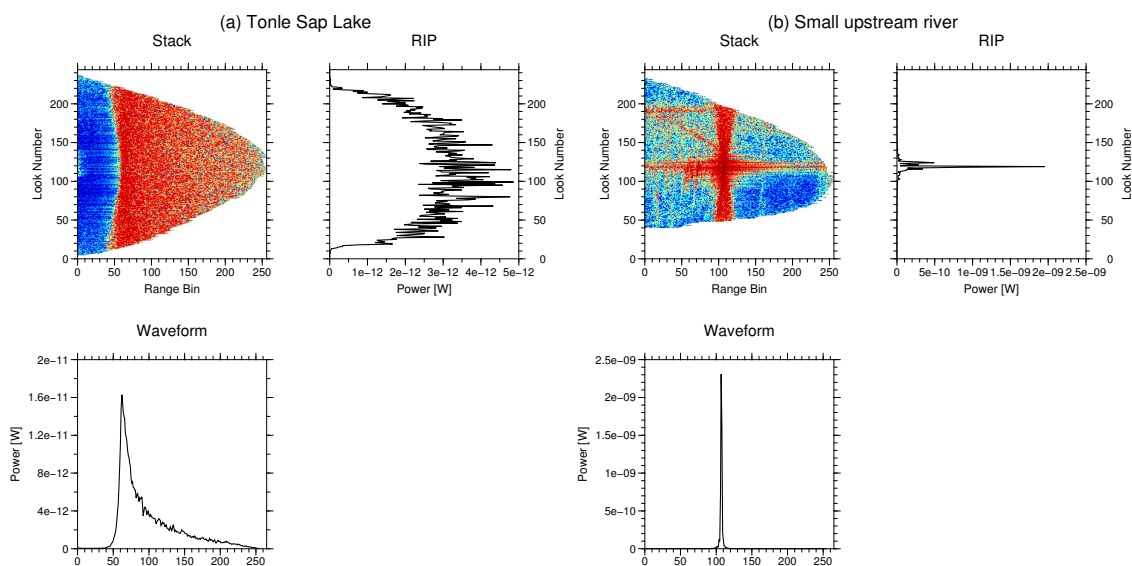 (a) Tonle Sap Lake
(b) Small upstream river
Stack
RIP
Stack
RIP
Look Number
0
50
100
150
200
0 50 100 150 200 250
Range Bin
0
50
100
150
200
Look Number
0 1e−12 2e−12 3e−12 4e−12 5e−12
Power [W]
Look Number
0
50
100
150
200
0 50 100 150 200 250
Range Bin
0
50
100
150
200
Look Number
0 5e−10 1e−09 1.5e−09 2e−09 2.5e−09
Power [W]
Waveform
Waveform
Power [W]
0
4e−12
8e−12
1.2e−11
1.6e−11
2e−11
0 50 100 150 200 250
Power [W]
0
5e−10
1e−09
1.5e−09
2e−09
2.5e−09
0 50 100 150 200 250